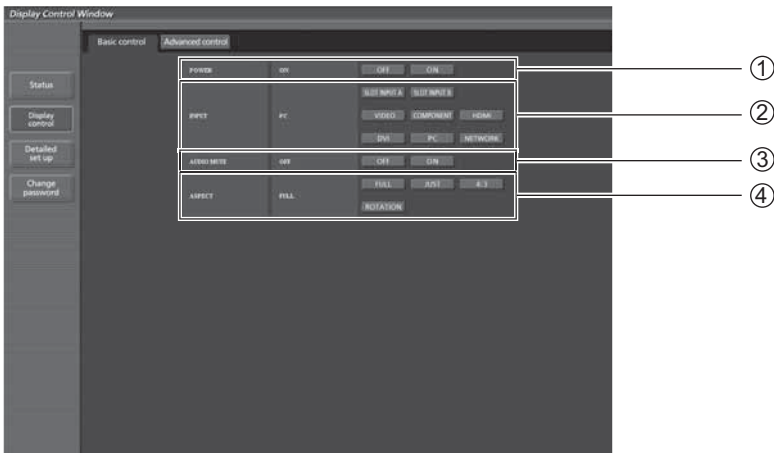 Display Control Window
Basic control Advanced control
Status
Display control
Detailed set up
Change password
POWER ON OFF ON ①
SLOT INPUT A SLOT INPUT B
INPUT PC VIDEO COMPONENT HDMI ②
DVI PC NETWORK
AUDIO MUTE OFF OFF ON ③
FULL JUST 4:3
ASPECT FULL ④
ROTATION